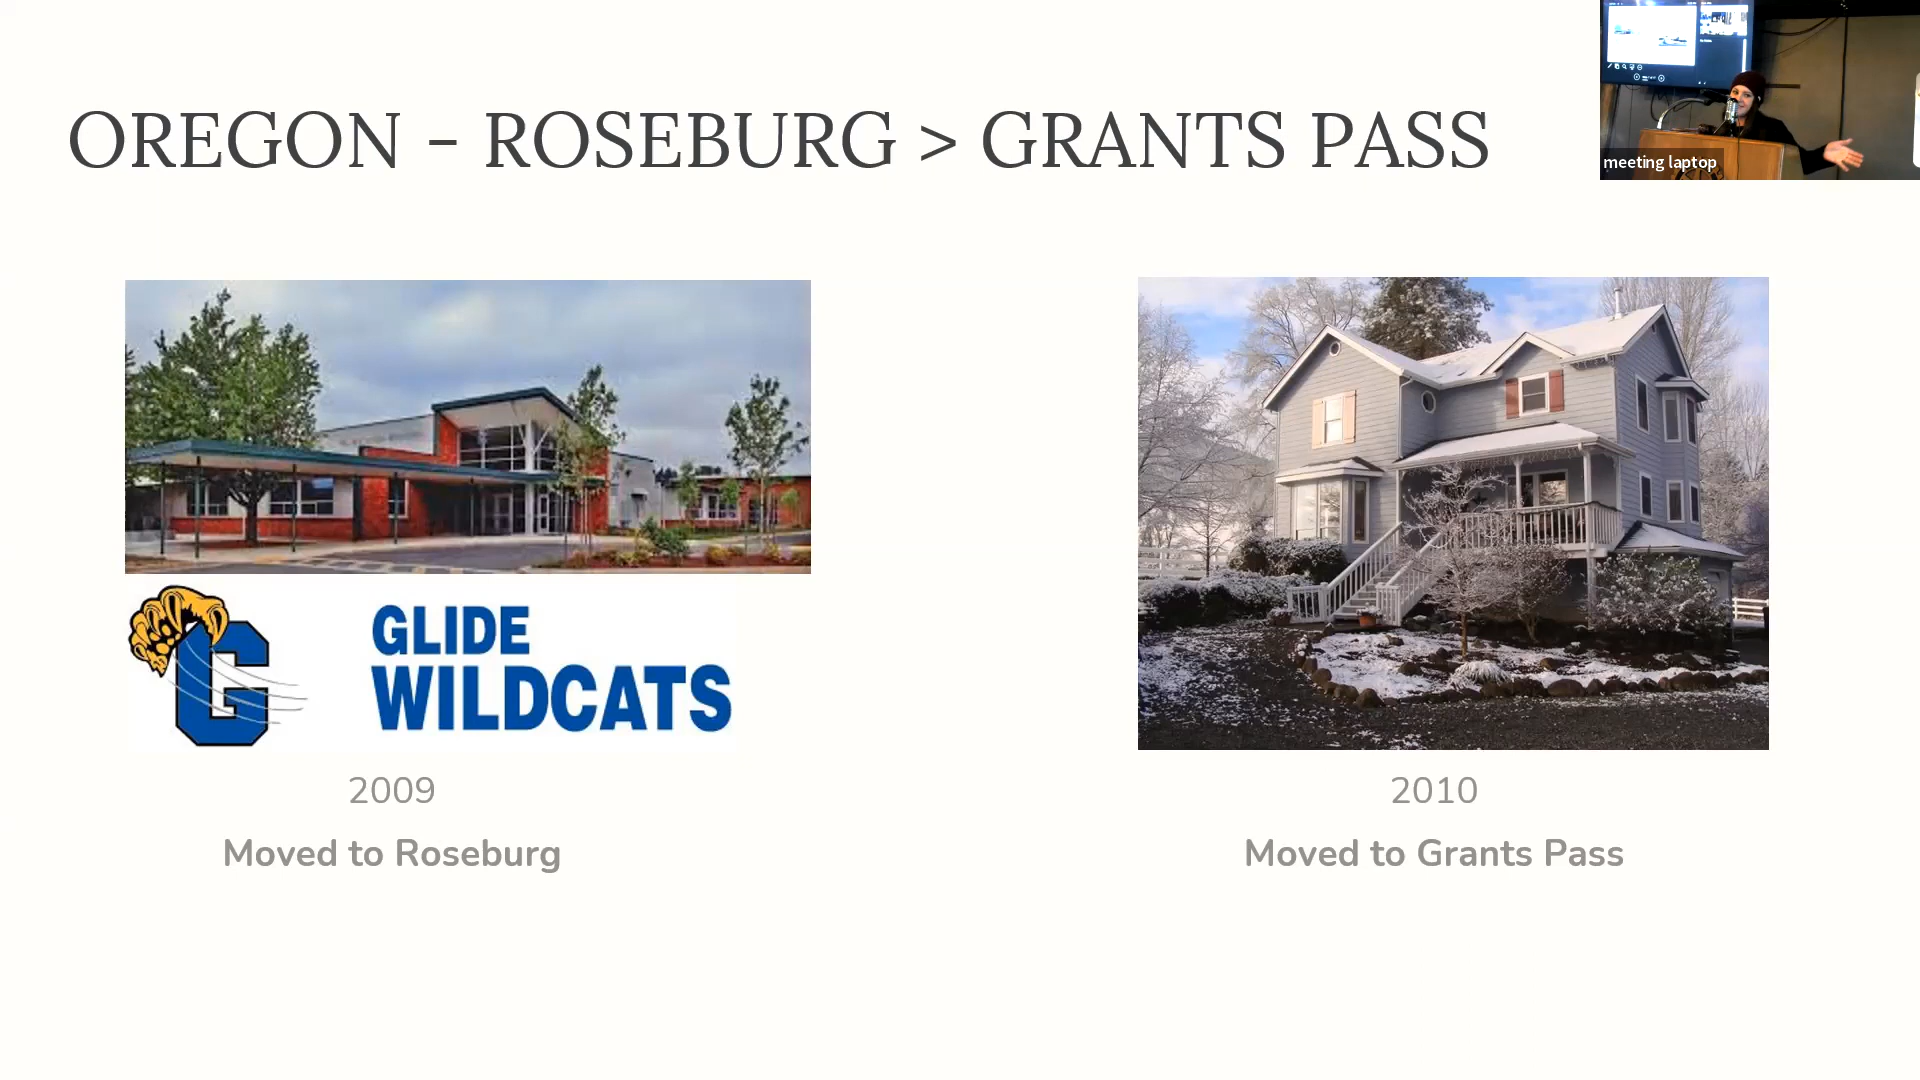 OREGON - ROSEBURG > GRANTS PASS
meeting laptop
G
GLIDE
WILDCATS
2009
Moved to Roseburg
2010
Moved to Grants Pass